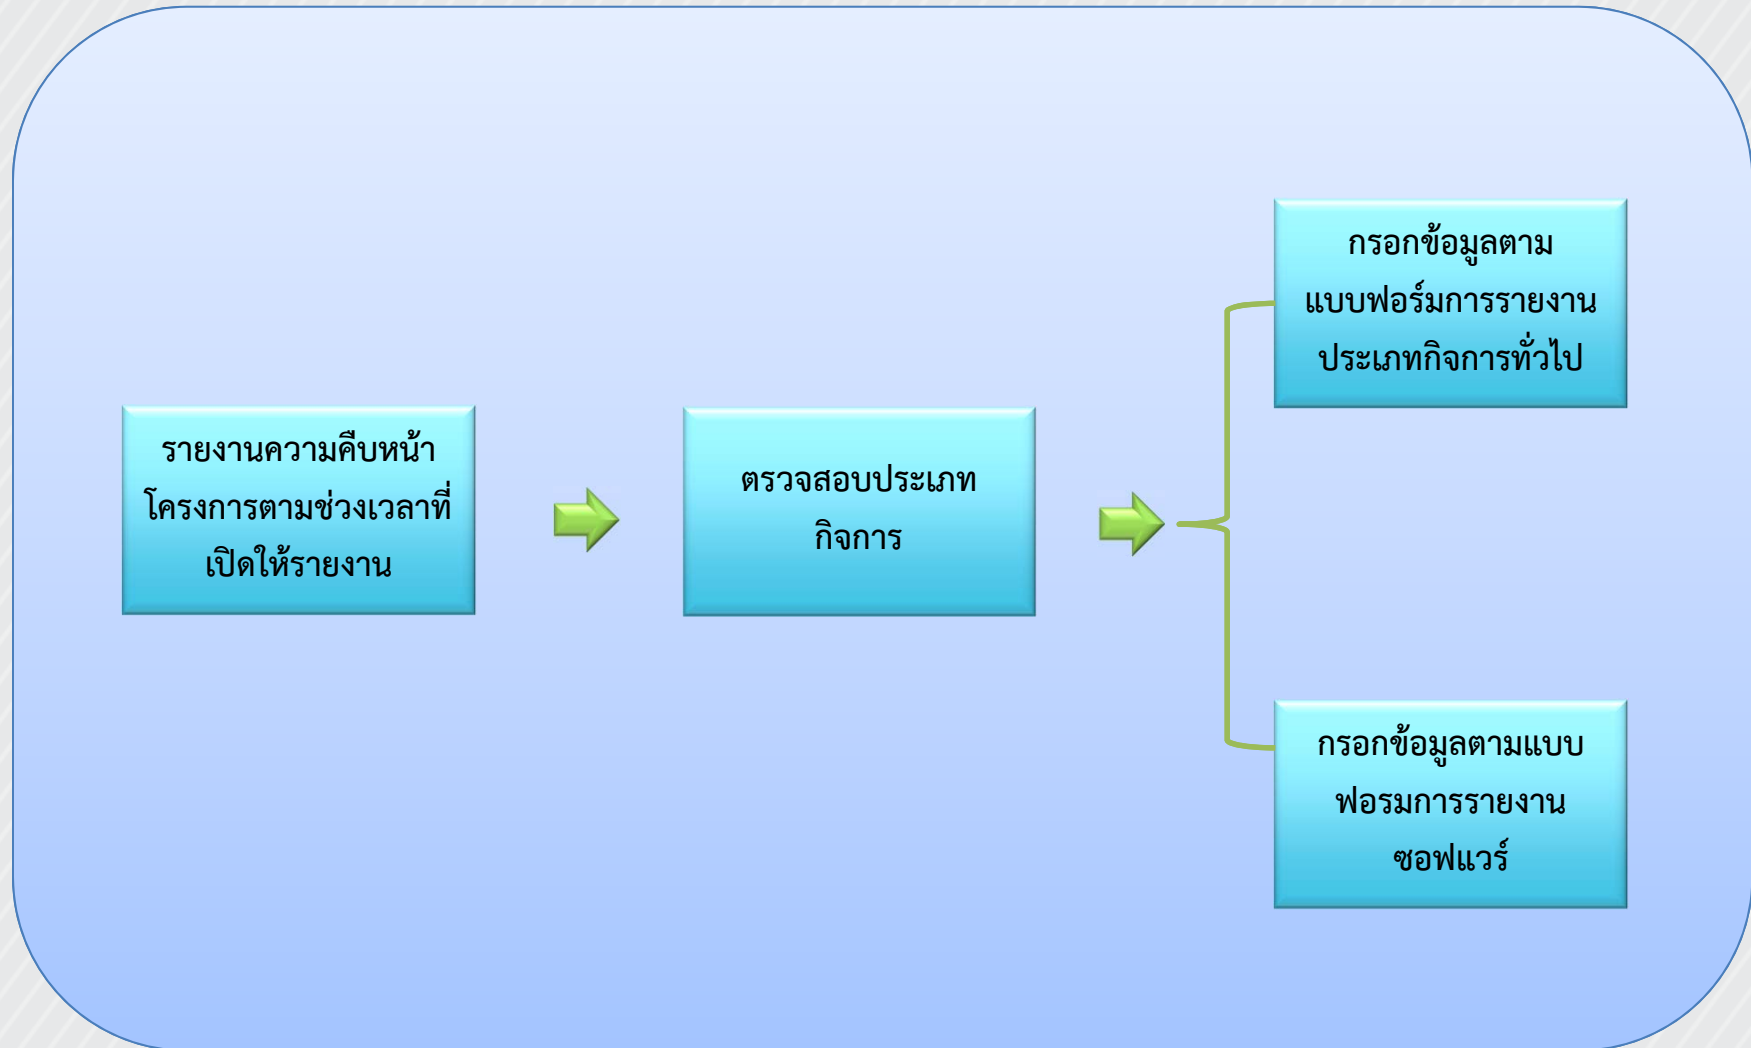 รายงานความคืบหน้า
โครงการตามช่วงเวลาที่
เปิดให้รายงาน
ตรวจสอบประเภท
กิจการ
กรอกข้อมูลตาม
แบบฟอร์มการรายงาน
ประเภทกิจการทั่วไป
กรอกข้อมูลตามแบบ
ฟอรมการรายงาน
ซอฟแวร์